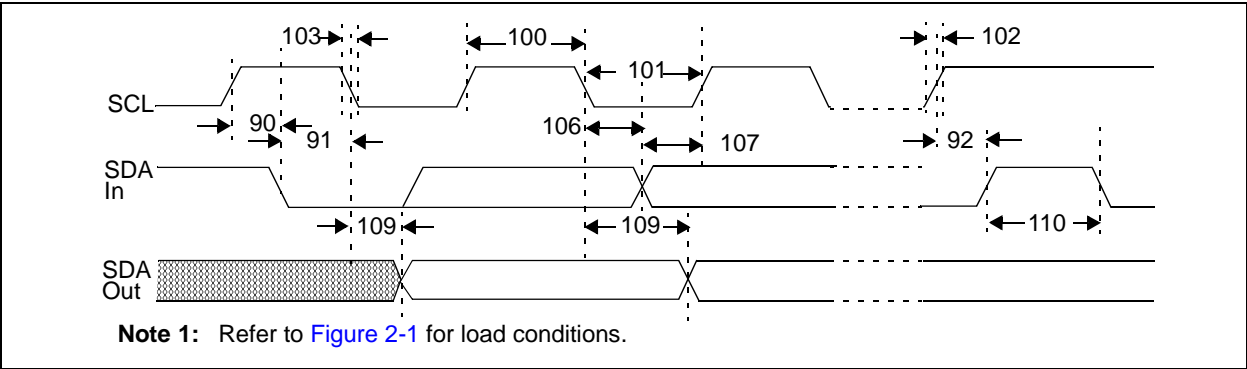 103 100 101 102
SCL
90 91 106 107 92
SDA
In
109 109 110
SDA
Out
Note 1: Refer to Figure 2-1 for load conditions.